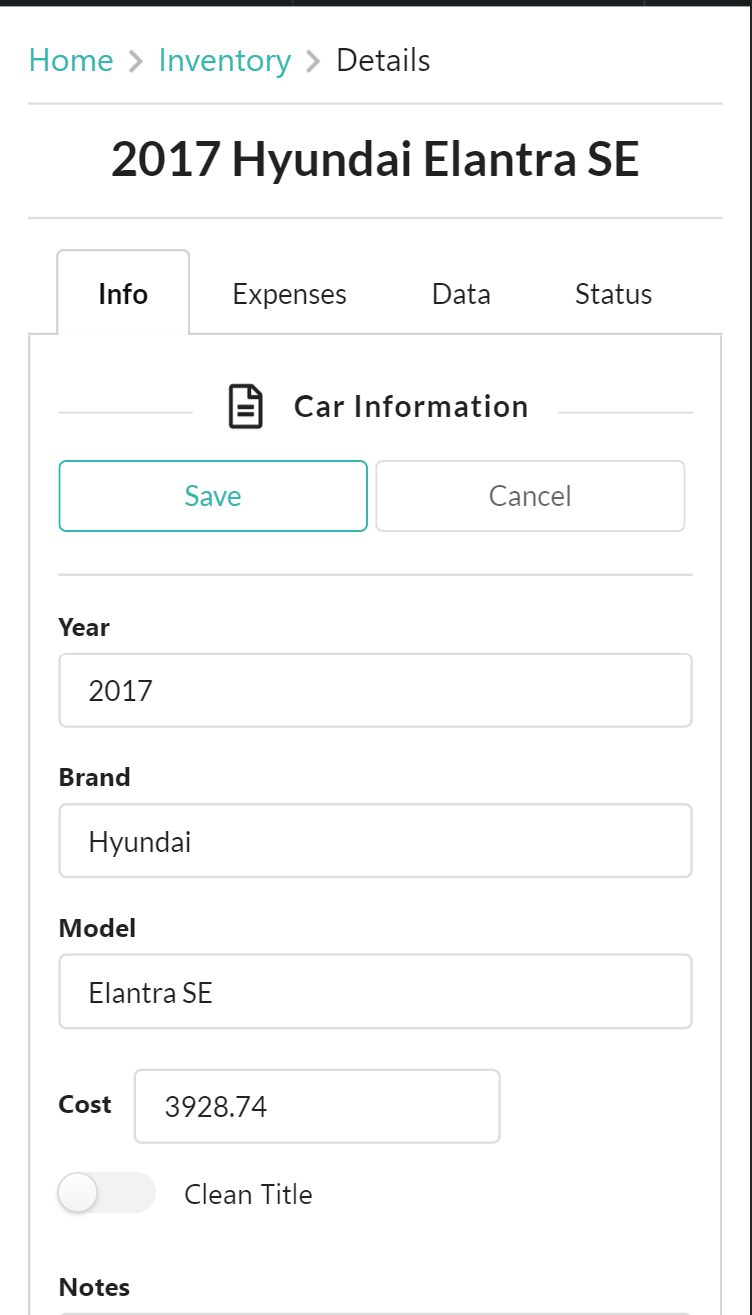 Home > Inventory > Details
2017 Hyundai Elantra SE
Info Expenses Data Status
Car Information
Save Cancel
Year
2017
Brand
Hyundai
Model
Elantra SE
Cost 3928.74
Clean Title
Notes